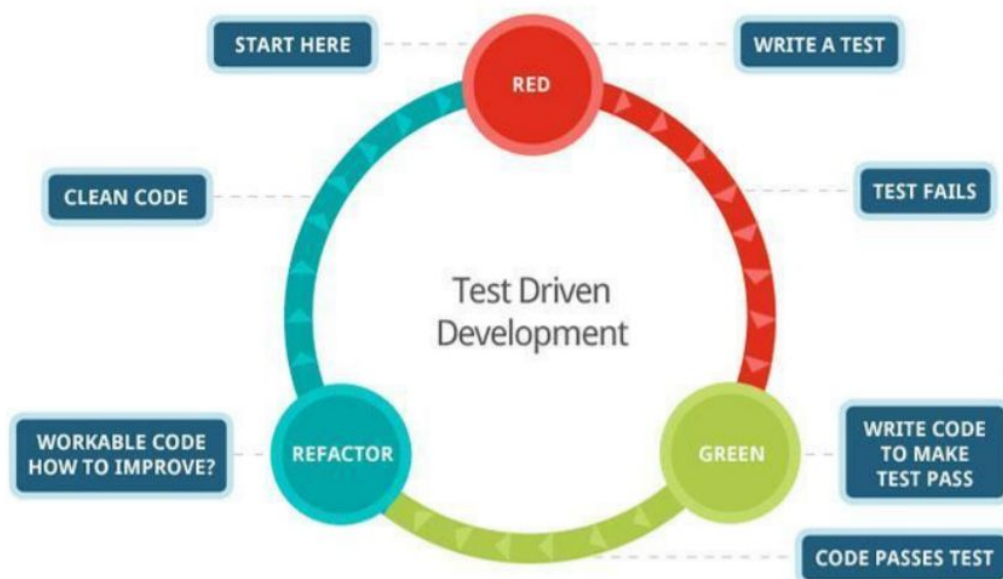 START HERE
RED
WRITE A TEST
CLEAN CODE
TEST FAILS
Test Driven
Development
WORKABLE CODE
HOW TO IMPROVE?
REFACTOR
GREEN
WRITE CODE
TO MAKE
TEST PASS
CODE PASSES TEST